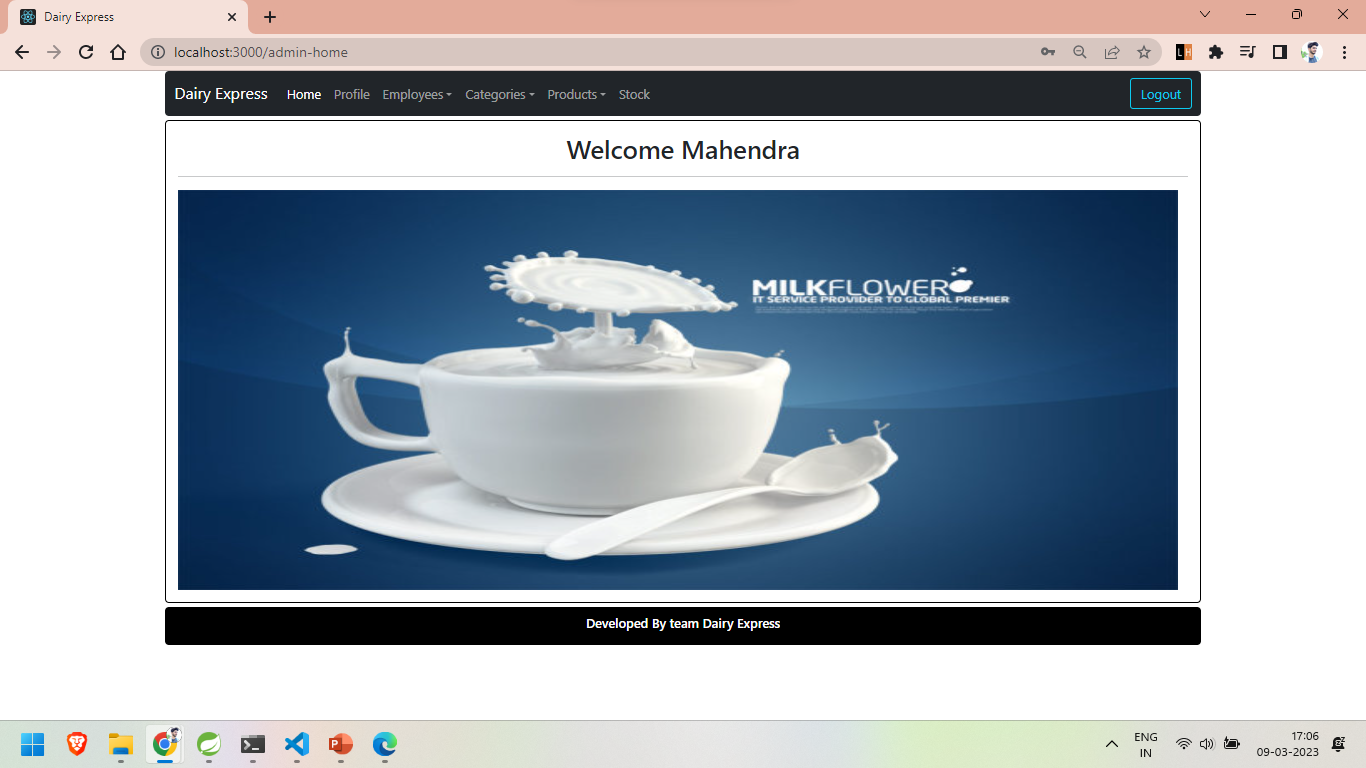 Dairy Express
localhost:3000/admin-home
Dairy Express Home Profile Employees Categories Products Stock Logout
Welcome Mahendra
MILKFLOWER
IT SERVICE PROVIDER TO GLOBAL PREMIER
Developed By team Dairy Express
ENG
IN
17:06
09-03-2023